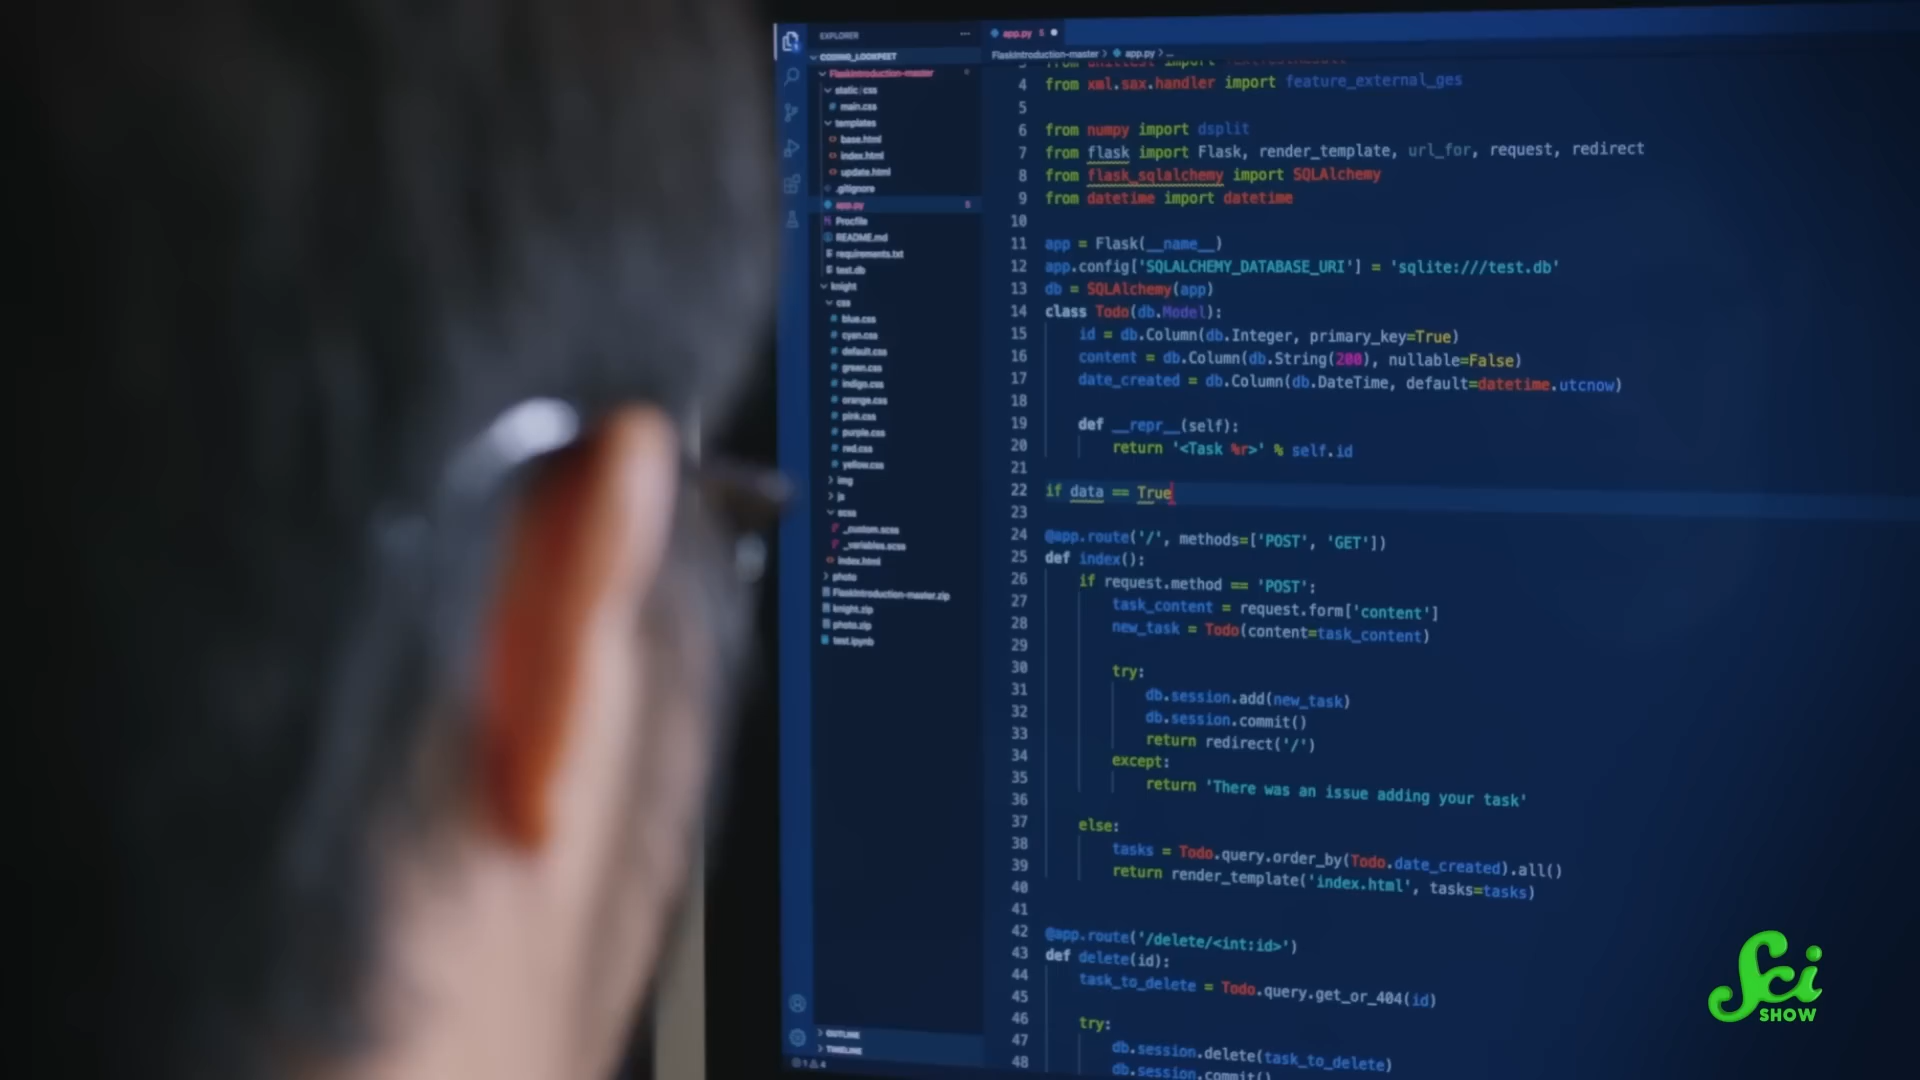 EXPLORER
CODING_LOOKPEET
FlaskIntroduction-master
static / css
main.css
templates
base.html
index.html
update.html
.gitignore
app.py 5
Procfile
README.md
requirements.txt
test.db
knight
css
blue.css
cyan.css
default.css
green.css
indigo.css
orange.css
pink.css
purple.css
red.css
yellow.css
img
js
scss
_custom.scss
_variables.scss
index.html
photo
FlaskIntroduction-master.zip
knight.zip
photo.zip
test.ipynb
OUTLINE
TIMELINE
app.py 5
FlaskIntroduction-master > app.py > ...
3 from unittest import
4 from xml.sax.handler import feature_external_ges
5
6 from numpy import dsplit
7 from flask import Flask, render_template, url_for, request, redirect
8 from flask_sqlalchemy import SQLAlchemy
9 from datetime import datetime
10
11 app = Flask(__name__)
12 app.config['SQLALCHEMY_DATABASE_URI'] = 'sqlite:///test.db'
13 db = SQLAlchemy(app)
14 class Todo(db.Model):
15 id = db.Column(db.Integer, primary_key=True)
16 content = db.Column(db.String(200), nullable=False)
17 date_created = db.Column(db.DateTime, default=datetime.utcnow)
18
19 def __repr__(self):
20 return '<Task %r>' % self.id
21
22 if data == True
23
24 @app.route('/', methods=['POST', 'GET'])
25 def index():
26 if request.method == 'POST':
27 task_content = request.form['content']
28 new_task = Todo(content=task_content)
29
30 try:
31 db.session.add(new_task)
32 db.session.commit()
33 return redirect('/')
34 except:
35 return 'There was an issue adding your task'
36
37 else:
38 tasks = Todo.query.order_by(Todo.date_created).all()
39 return render_template('index.html', tasks=tasks)
40
41
42 @app.route('/delete/<int:id>')
43 def delete(id):
44 task_to_delete = Todo.query.get_or_404(id)
45
46 try:
47 db.session.delete(task_to_delete)
48 db.session.commit()
Sci
SHOW